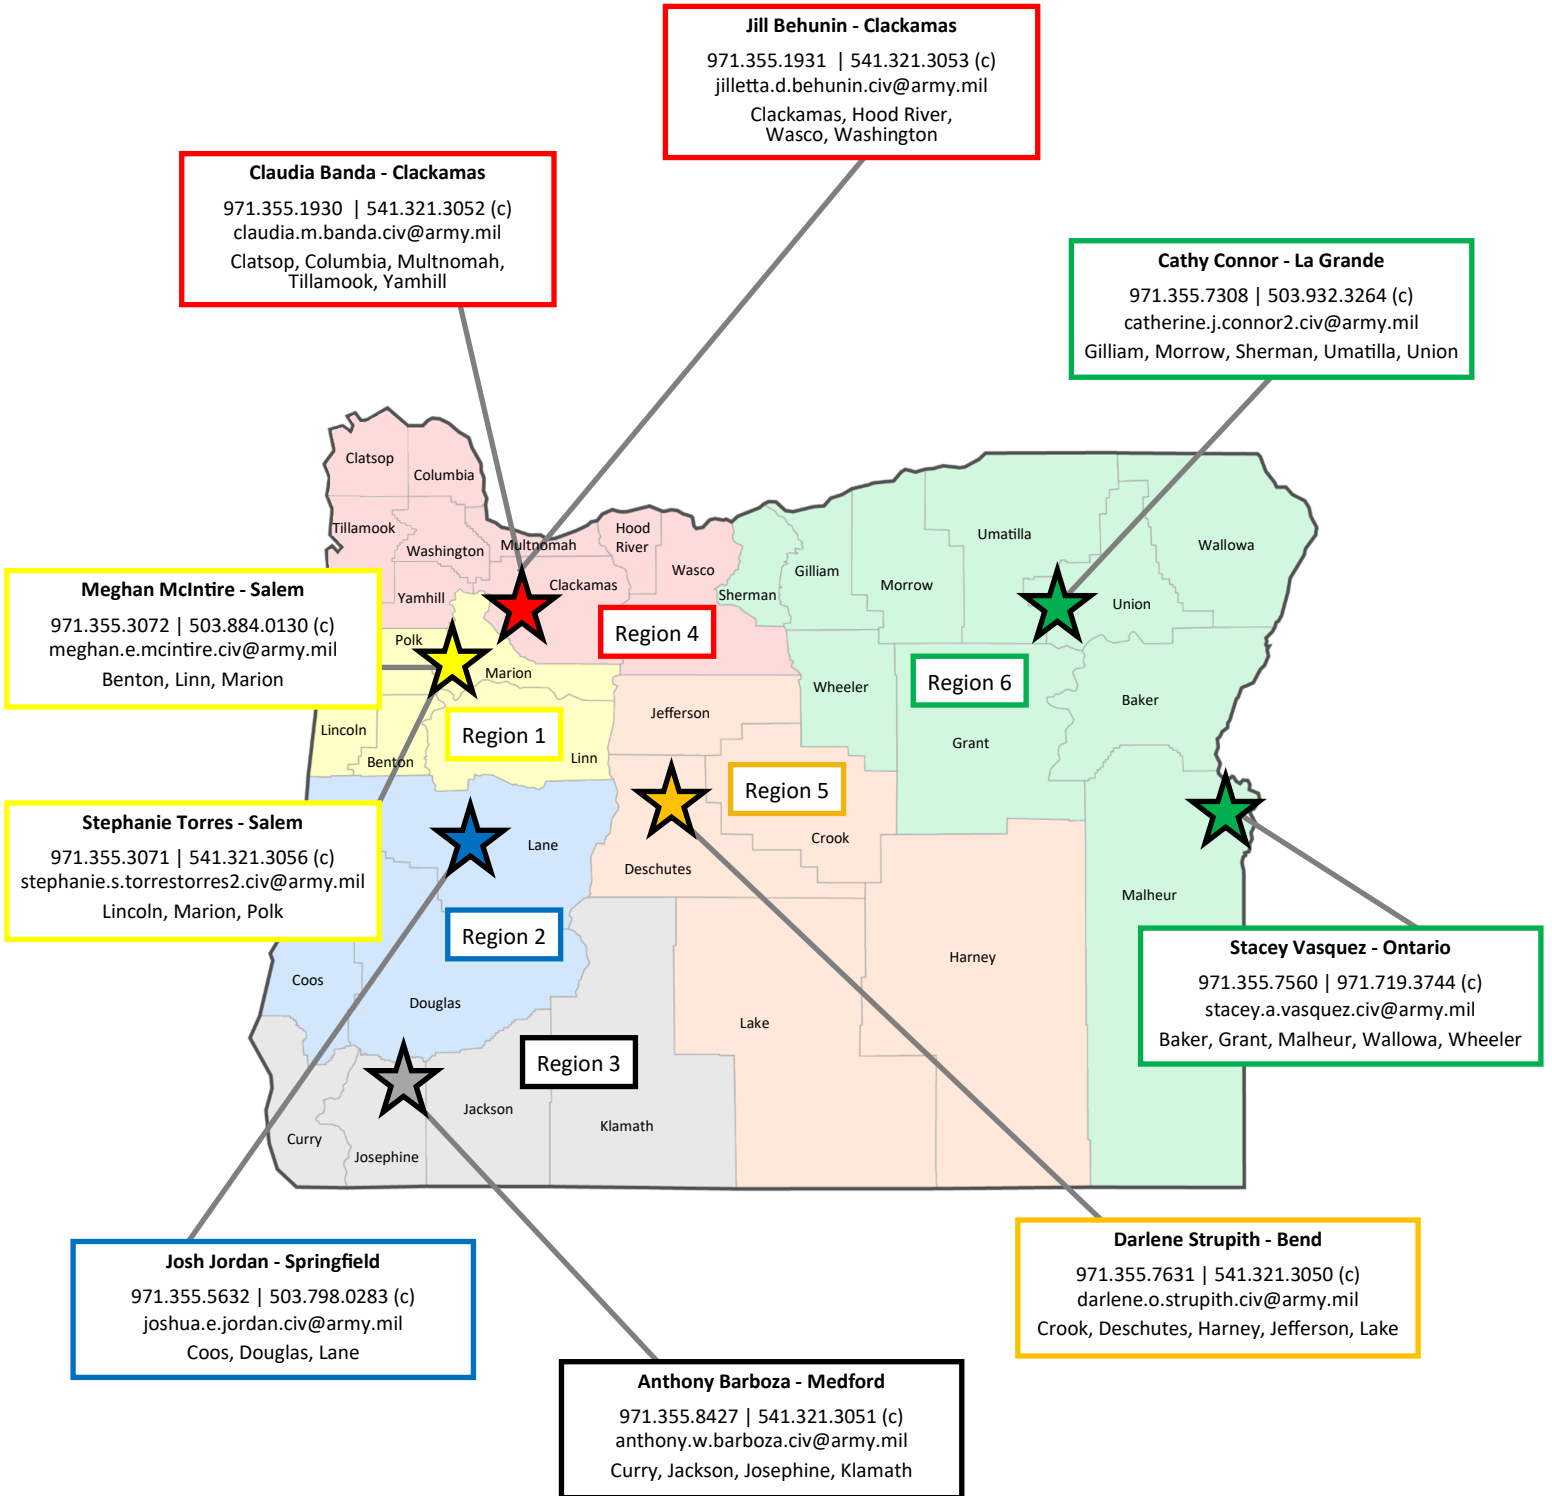 Jill Behunin - Clackamas
971.355.1931 | 541.321.3053 (c)
jilletta.d.behunin.civ@army.mil
Clackamas, Hood River,
Wasco, Washington
Claudia Banda - Clackamas
971.355.1930 | 541.321.3052 (c)
claudia.m.banda.civ@army.mil
Clatsop, Columbia, Multnomah,
Tillamook, Yamhill
Cathy Connor - La Grande
971.355.7308 | 503.932.3264 (c)
catherine.j.connor2.civ@army.mil
Gilliam, Morrow, Sherman, Umatilla, Union
Clatsop
Columbia
Tillamook
Washington
Multnomah
Hood
River
Wasco
Clackamas
Yamhill
Sherman
Gilliam
Morrow
Umatilla
Union
Wallowa
Region 4
Meghan McIntire - Salem
971.355.3072 | 503.884.0130 (c)
meghan.e.mcintire.civ@army.mil
Benton, Linn, Marion
Polk
Marion
Wheeler
Region 6
Baker
Jefferson
Lincoln
Region 1
Linn
Benton
Grant
Region 5
Stephanie Torres - Salem
971.355.3071 | 541.321.3056 (c)
stephanie.s.torrestorres2.civ@army.mil
Lincoln, Marion, Polk
Lane
Crook
Deschutes
Malheur
Region 2
Harney
Coos
Douglas
Lake
Stacey Vasquez - Ontario
971.355.7560 | 971.719.3744 (c)
stacey.a.vasquez.civ@army.mil
Baker, Grant, Malheur, Wallowa, Wheeler
Region 3
Jackson
Klamath
Curry
Josephine
Josh Jordan - Springfield
971.355.5632 | 503.798.0283 (c)
joshua.e.jordan.civ@army.mil
Coos, Douglas, Lane
Darlene Strupith - Bend
971.355.7631 | 541.321.3050 (c)
darlene.o.strupith.civ@army.mil
Crook, Deschutes, Harney, Jefferson, Lake
Anthony Barboza - Medford
971.355.8427 | 541.321.3051 (c)
anthony.w.barboza.civ@army.mil
Curry, Jackson, Josephine, Klamath